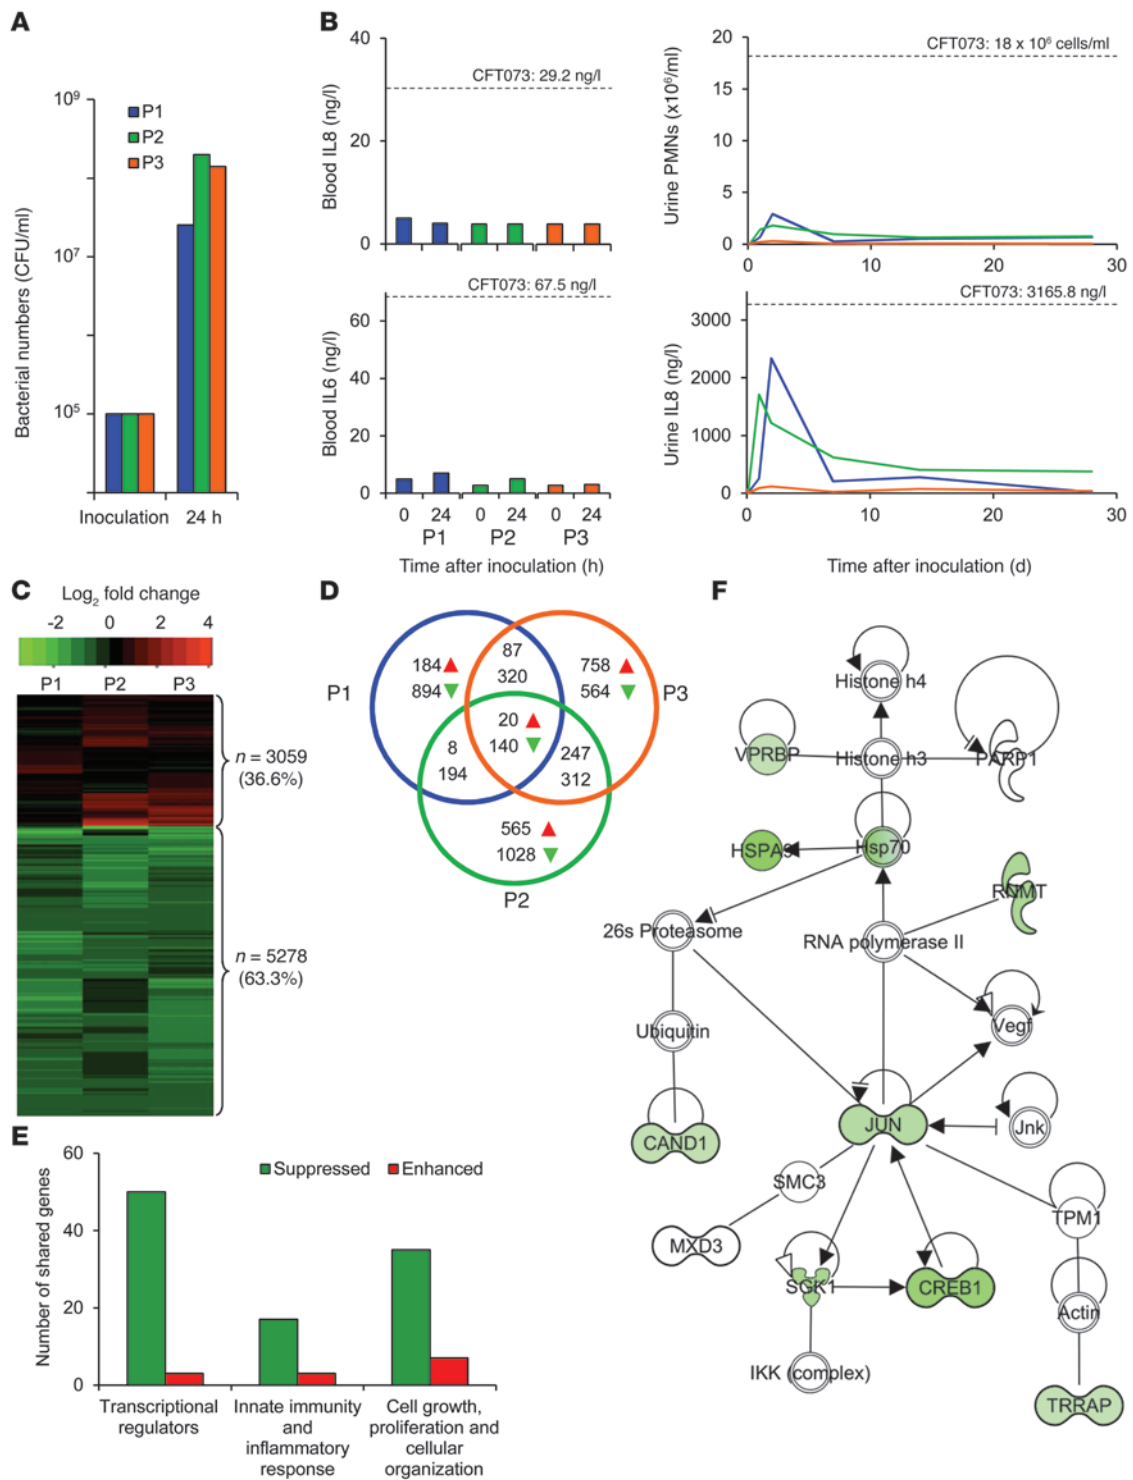 A
10⁹
10⁷
10⁵
Bacterial numbers (CFU/ml)
P1
P2
P3
Inoculation
24 h
B
40
20
0
Blood IL8 (ng/l)
CFT073: 29.2 ng/l
20
15
10
5
0
Urine PMNs (x10⁶/ml)
CFT073: 18 x 10⁶ cells/ml
0
10
20
30
60
40
20
0
Blood IL6 (ng/l)
CFT073: 67.5 ng/l
0
24
0
24
0
24
P1
P2
P3
Time after inoculation (h)
3000
2000
1000
0
Urine IL8 (ng/l)
CFT073: 3165.8 ng/l
0
10
20
30
Time after inoculation (d)
C
Log₂ fold change
-2
0
2
4
P1
P2
P3
n = 3059
(36.6%)
n = 5278
(63.3%)
D
P1
P3
P2
184
894
87
320
758
564
20
140
8
194
247
312
565
1028
E
60
40
20
0
Number of shared genes
Suppressed
Enhanced
Transcriptional
regulators
Innate immunity
and
inflammatory
response
Cell growth,
proliferation and
cellular
organization
F
Histone h4
VPRBP
Histone h3
PARP1
HSPA9
Hsp70
RNMT
26s Proteasome
RNA polymerase II
Ubiquitin
Vegf
CAND1
JUN
Jnk
SMC3
TPM1
MXD3
SGK1
CREB1
Actin
IKK (complex)
TRRAP